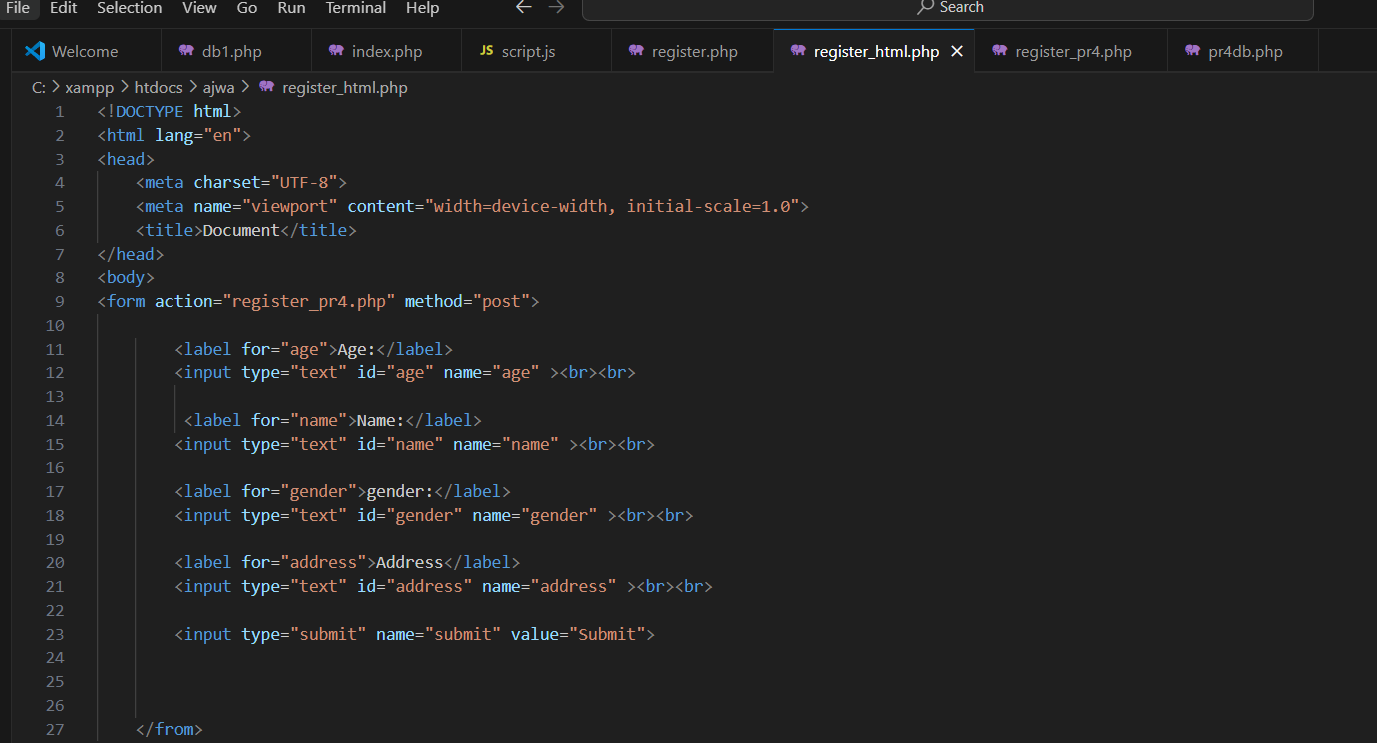 File Edit Selection View Go Run Terminal Help Search
Welcome db1.php index.php JS script.js register.php register_html.php register_pr4.php pr4db.php
C: > xampp > htdocs > ajwa > register_html.php
1 <!DOCTYPE html>
2 <html lang="en">
3 <head>
4 <meta charset="UTF-8">
5 <meta name="viewport" content="width=device-width, initial-scale=1.0">
6 <title>Document</title>
7 </head>
8 <body>
9 <form action="register_pr4.php" method="post">
10
11 <label for="age">Age:</label>
12 <input type="text" id="age" name="age" ><br><br>
13
14 <label for="name">Name:</label>
15 <input type="text" id="name" name="name" ><br><br>
16
17 <label for="gender">gender:</label>
18 <input type="text" id="gender" name="gender" ><br><br>
19
20 <label for="address">Address</label>
21 <input type="text" id="address" name="address" ><br><br>
22
23 <input type="submit" name="submit" value="Submit">
24
25
26
27 </from>